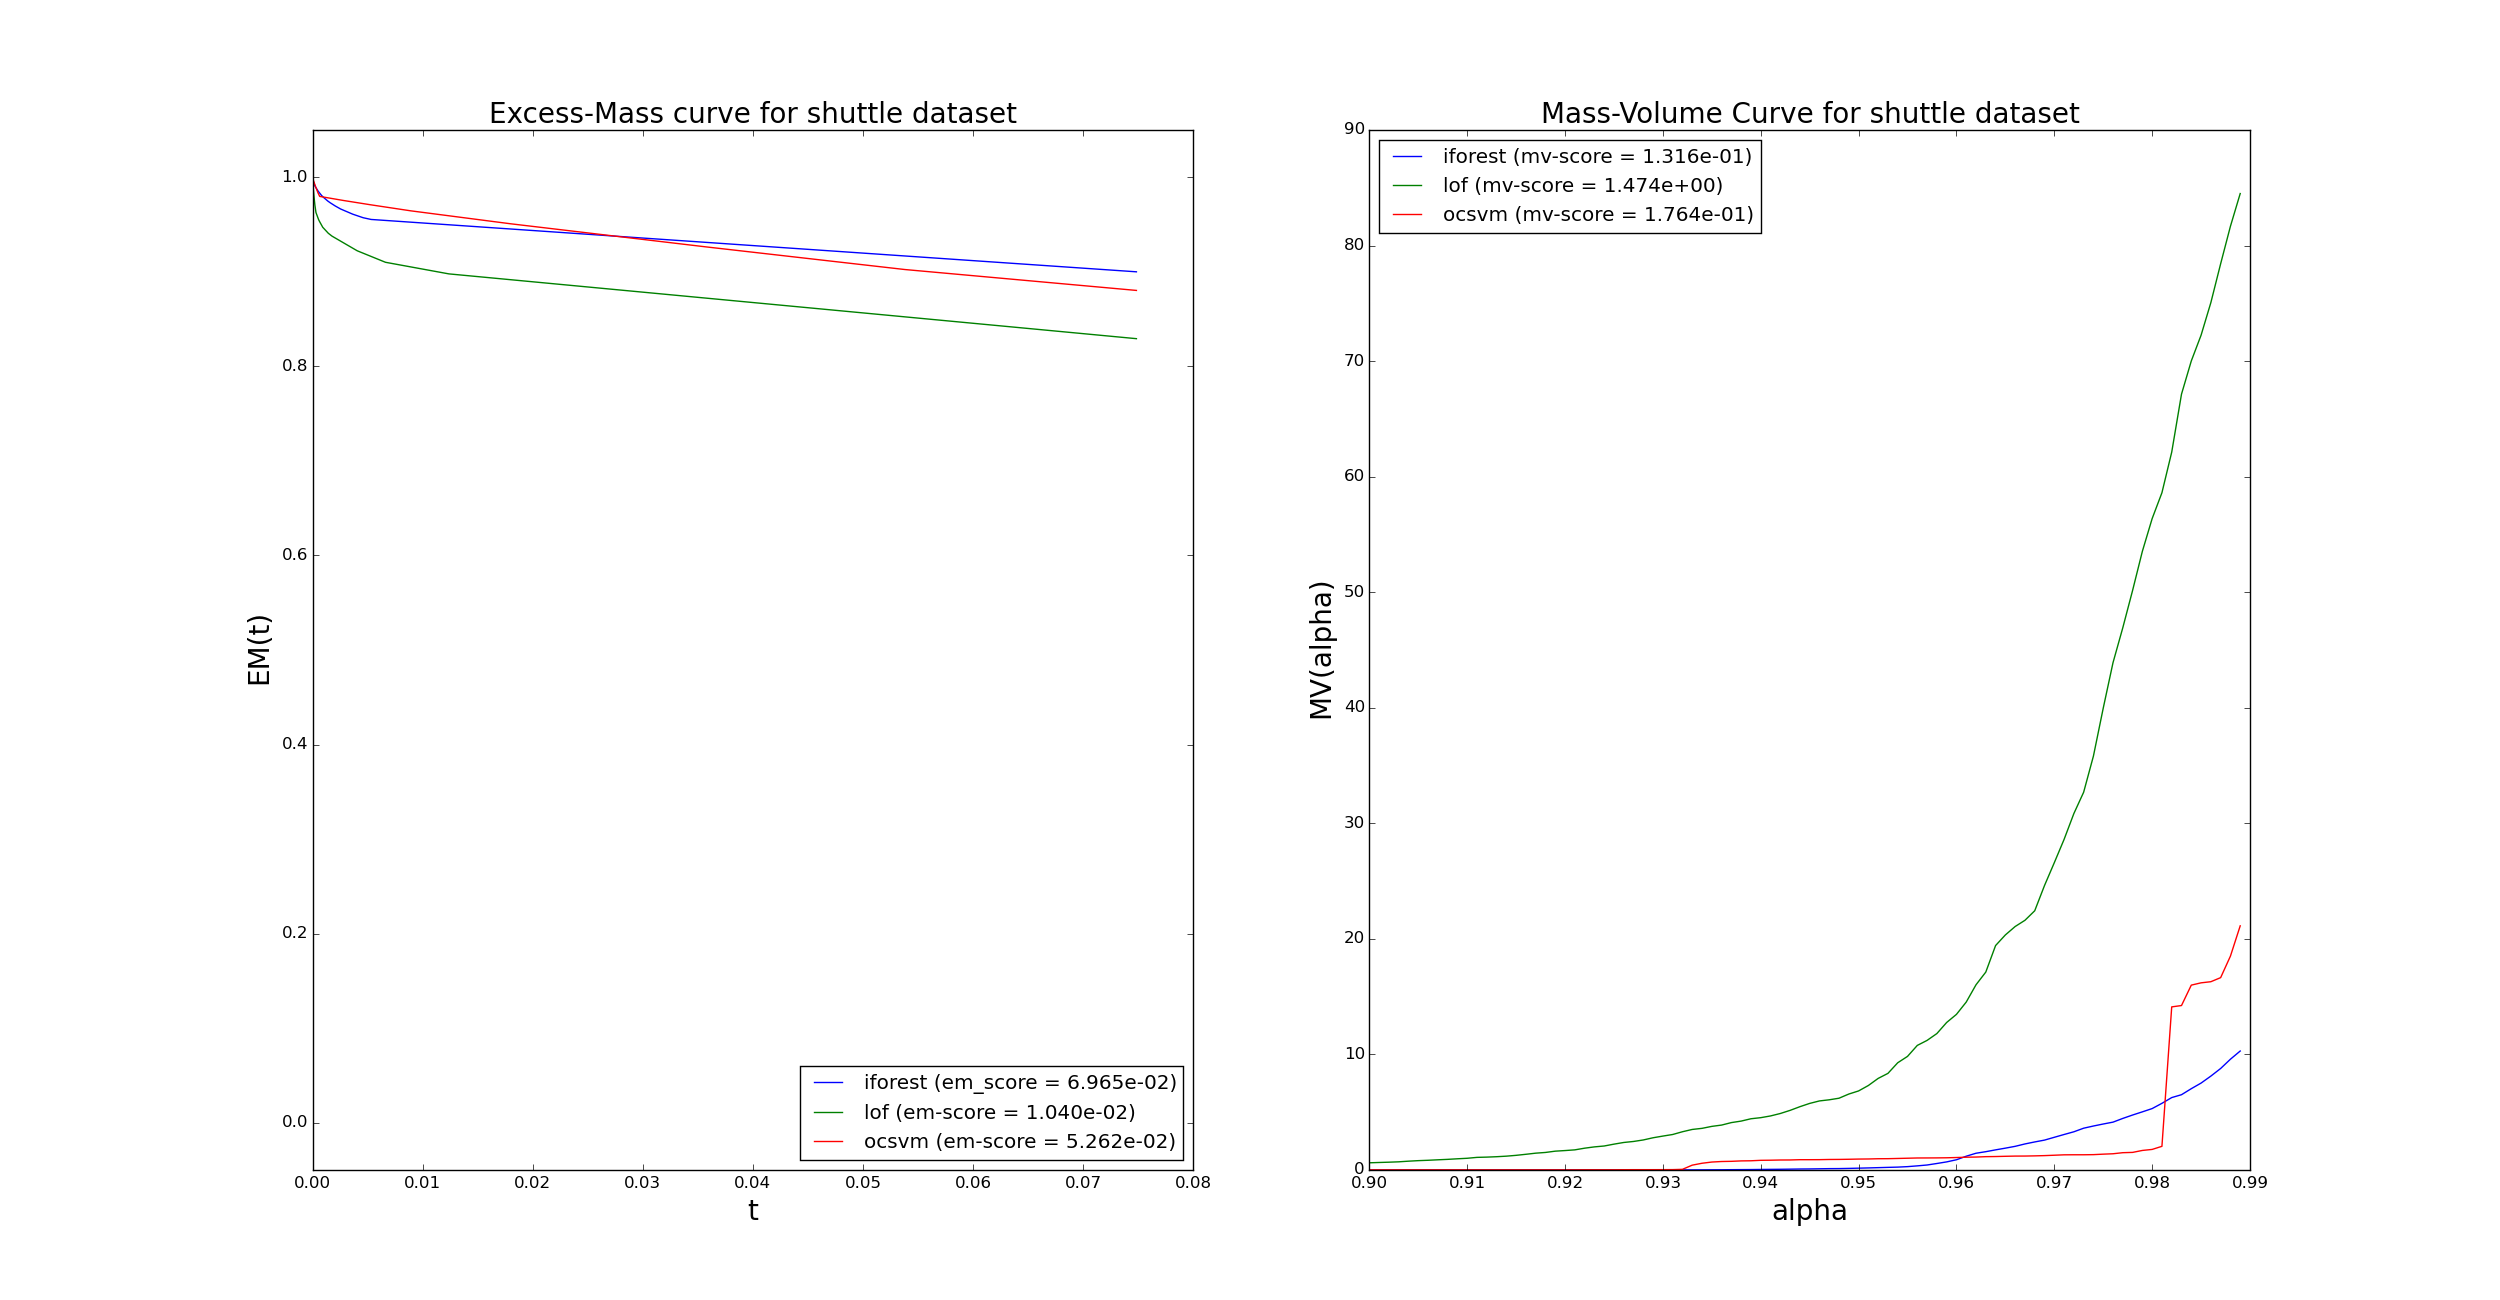 Excess-Mass curve for shuttle dataset
EM(t)
1.0
0.8
0.6
0.4
0.2
0.0
iforest (em_score = 6.965e-02)
lof (em-score = 1.040e-02)
ocsvm (em-score = 5.262e-02)
0.00 0.01 0.02 0.03 0.04 0.05 0.06 0.07 0.08
t
Mass-Volume Curve for shuttle dataset
iforest (mv-score = 1.316e-01)
lof (mv-score = 1.474e+00)
ocsvm (mv-score = 1.764e-01)
MV(alpha)
90
80
70
60
50
40
30
20
10
0
0.90 0.91 0.92 0.93 0.94 0.95 0.96 0.97 0.98 0.99
alpha